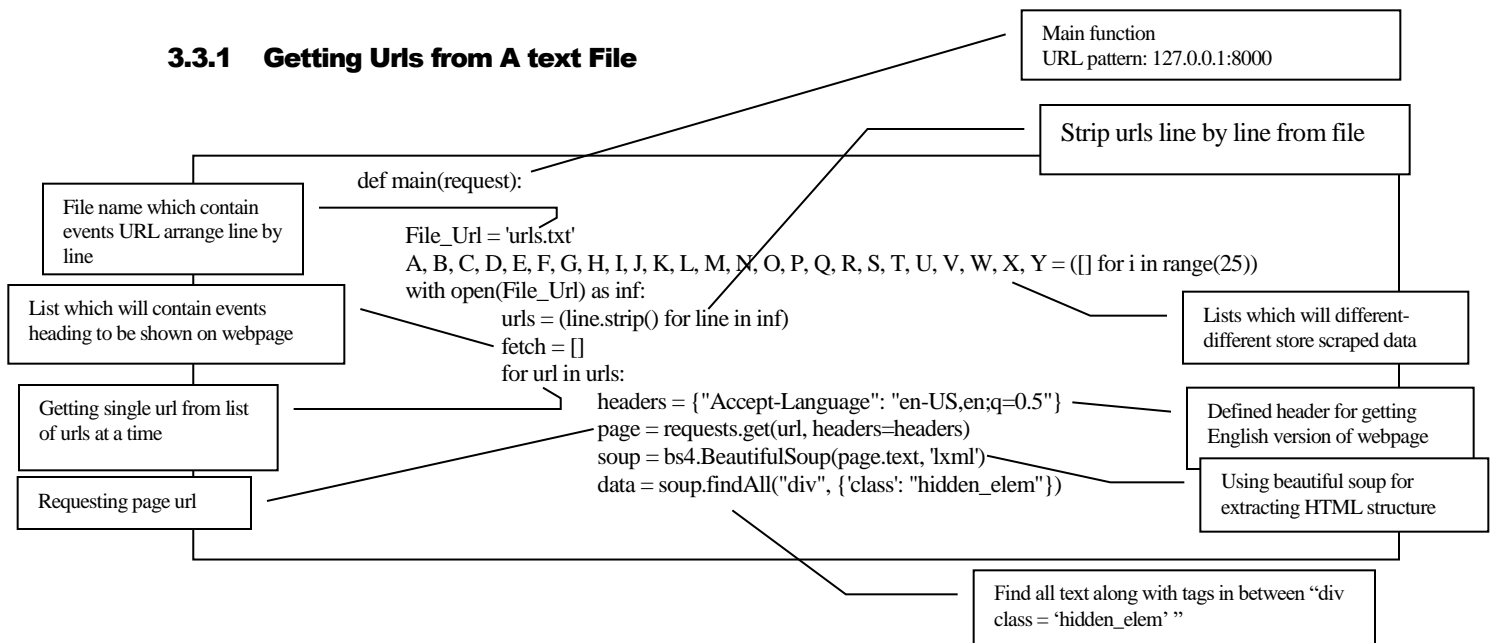 3.3.1 Getting Urls from A text File
Main function
URL pattern: 127.0.0.1:8000
Strip urls line by line from file
def main(request):
File name which contain
events URL arrange line by
line
File_Url = 'urls.txt'
A, B, C, D, E, F, G, H, I, J, K, L, M, N, O, P, Q, R, S, T, U, V, W, X, Y = ([] for i in range(25))
with open(File_Url) as inf:
urls = (line.strip() for line in inf)
fetch = []
for url in urls:
List which will contain events
heading to be shown on webpage
Lists which will different-
different store scraped data
Getting single url from list
of urls at a time
headers = {"Accept-Language": "en-US,en;q=0.5"}
page = requests.get(url, headers=headers)
soup = bs4.BeautifulSoup(page.text, 'lxml')
data = soup.findAll("div", {'class': "hidden_elem"})
Defined header for getting
English version of webpage
Requesting page url
Using beautiful soup for
extracting HTML structure
Find all text along with tags in between “div
class = ‘hidden_elem’ ”